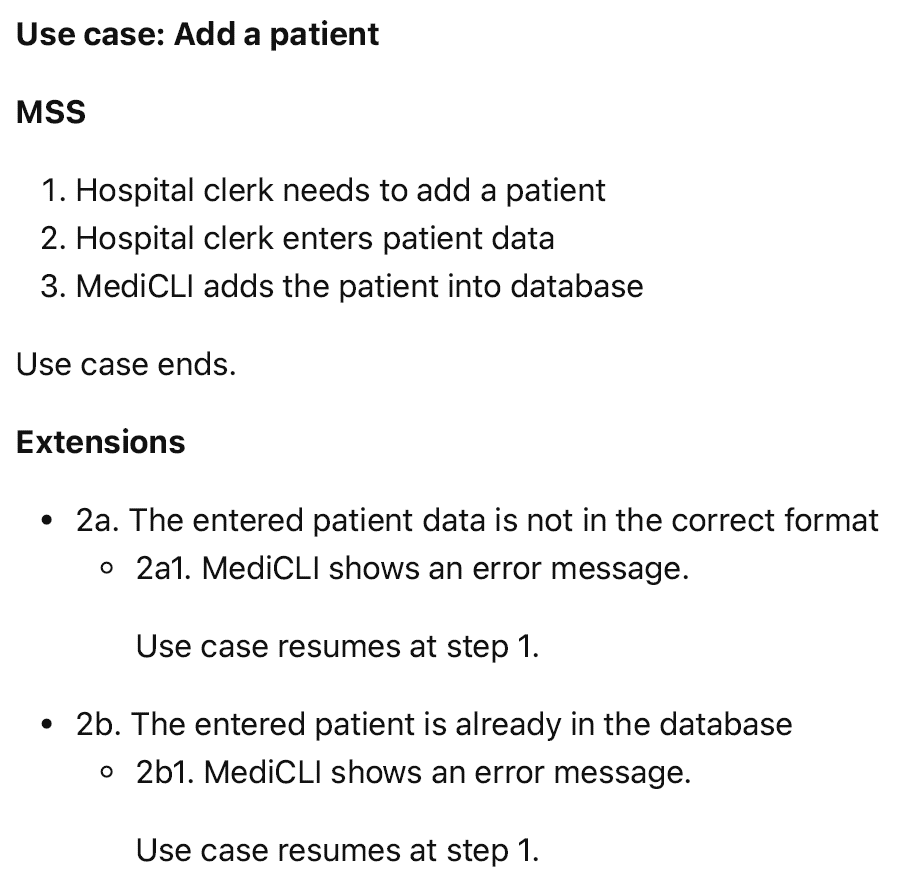 Use case: Add a patient
MSS
1. Hospital clerk needs to add a patient
2. Hospital clerk enters patient data
3. MediCLI adds the patient into database
Use case ends.
Extensions
• 2a. The entered patient data is not in the correct format
◦ 2a1. MediCLI shows an error message.
Use case resumes at step 1.
• 2b. The entered patient is already in the database
◦ 2b1. MediCLI shows an error message.
Use case resumes at step 1.